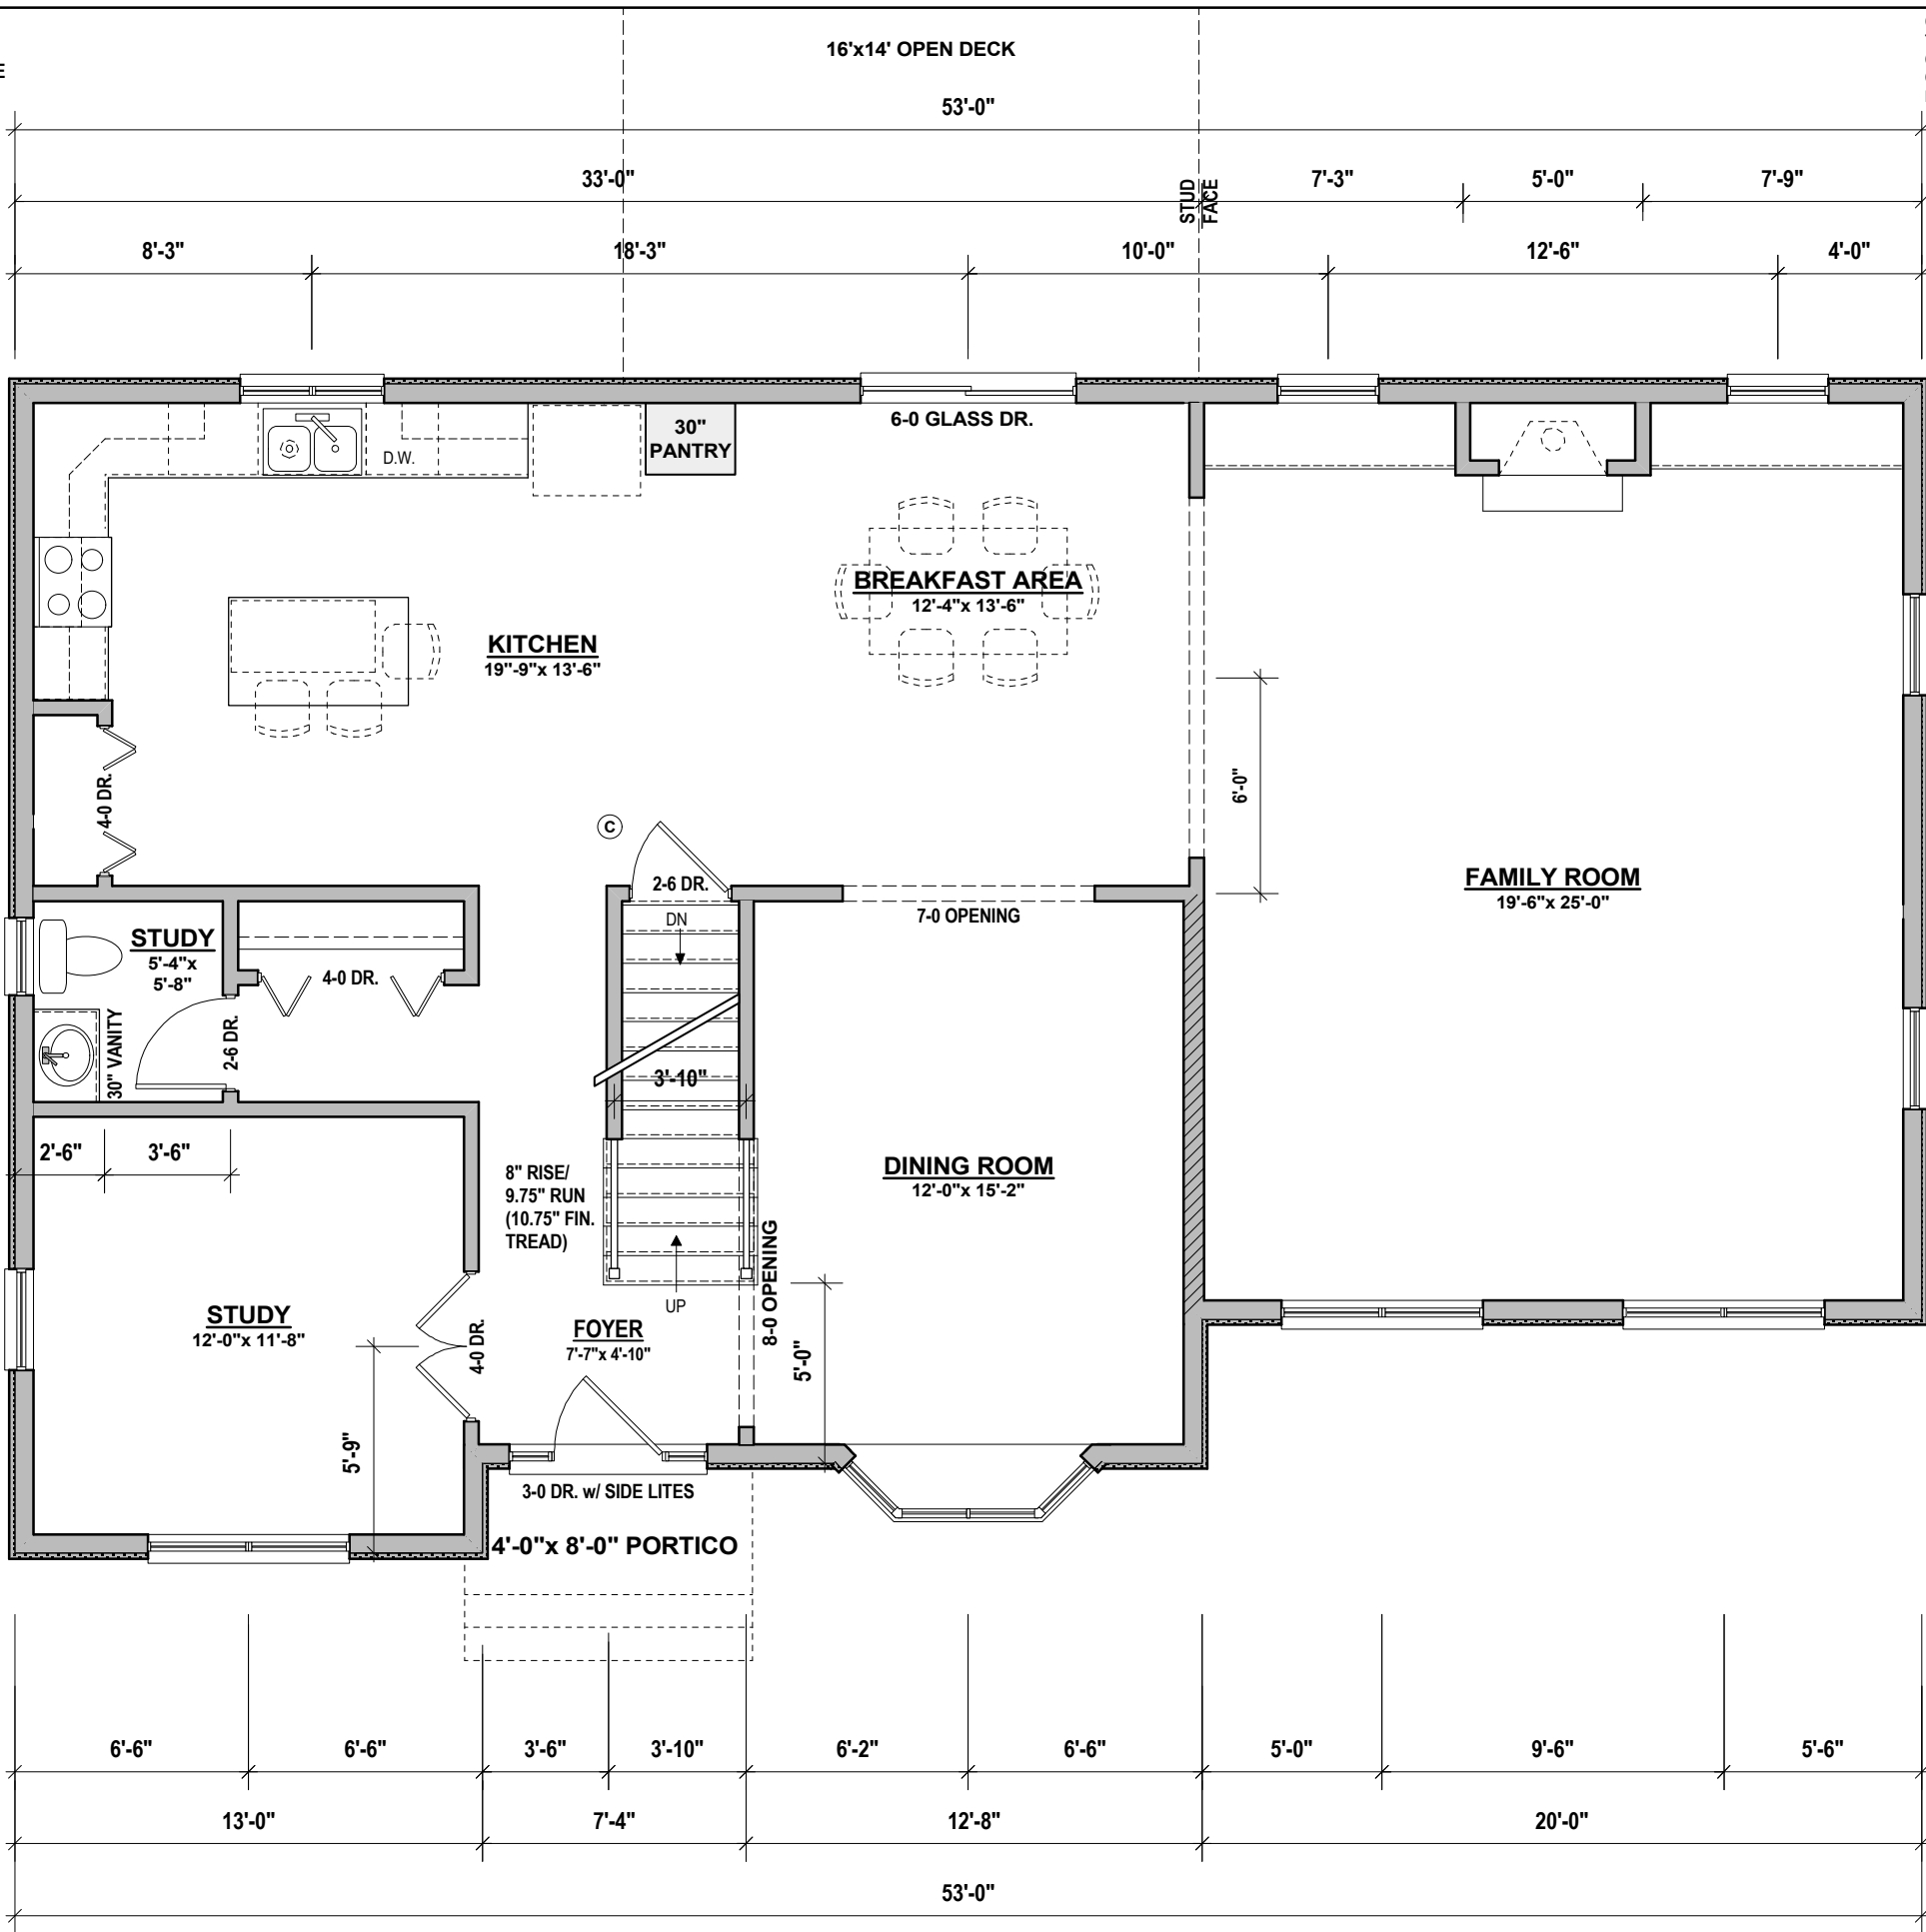 16'x14' OPEN DECK
E
53'-0"
33'-0"
STUD
FACE
7'-3"
5'-0"
7'-9"
8'-3"
18'-3"
10'-0"
12'-6"
4'-0"
30"
PANTRY
6-0 GLASS DR.
D.W.
BREAKFAST AREA
12'-4"x 13'-6"
KITCHEN
19"-9"x 13'-6"
4-0 DR.
6'-0"
C
2-6 DR.
DN
7-0 OPENING
FAMILY ROOM
19'-6"x 25'-0"
STUDY
5'-4"x
5'-8"
4-0 DR.
30" VANITY
2-6 DR.
3'-10"
2'-6"
3'-6"
8" RISE/
9.75" RUN
(10.75" FIN.
TREAD)
DINING ROOM
12'-0"x 15'-2"
8-0 OPENING
UP
STUDY
12'-0"x 11'-8"
4-0 DR.
FOYER
7'-7"x 4'-10"
5'-0"
5'-9"
3-0 DR. w/ SIDE LITES
4'-0"x 8'-0" PORTICO
6'-6"
6'-6"
3'-6"
3'-10"
6'-2"
6'-6"
5'-0"
9'-6"
5'-6"
13'-0"
7'-4"
12'-8"
20'-0"
53'-0"